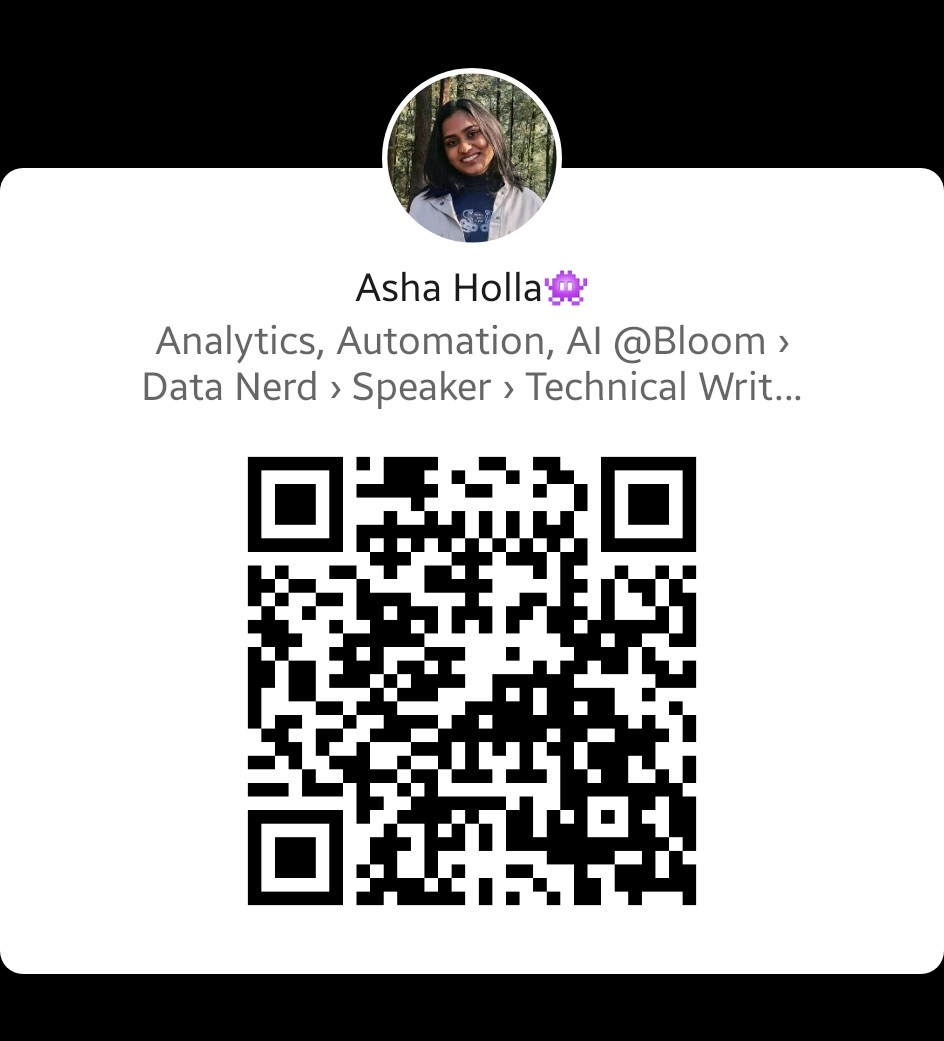 Asha Holla👾
Analytics, Automation, AI @Bloom ›
Data Nerd › Speaker › Technical Writ...